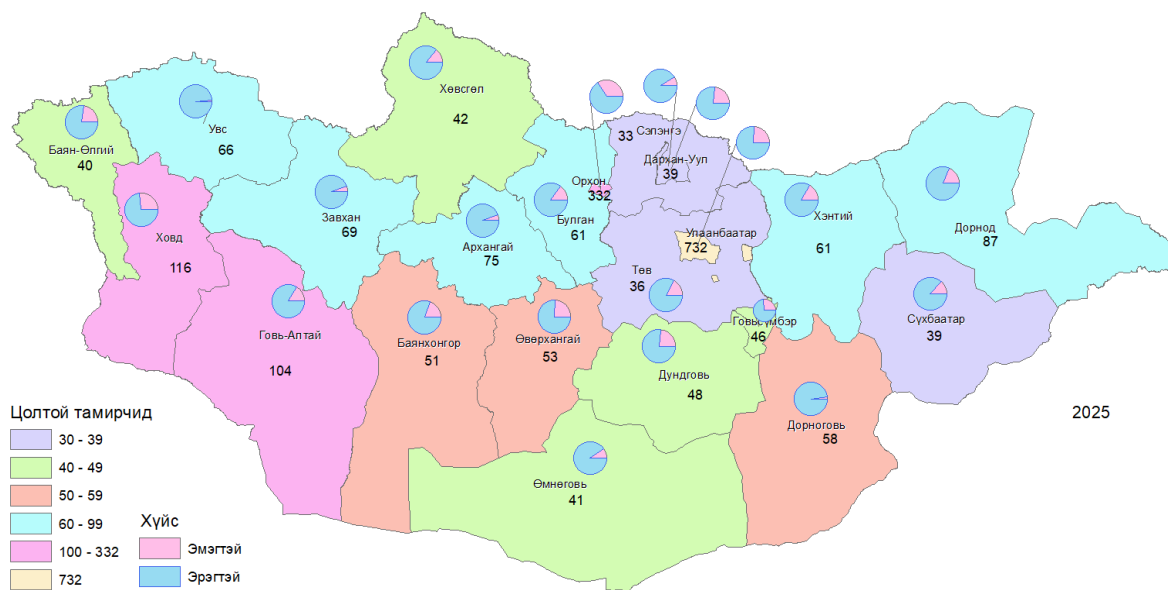 Хөвсгөл
42
Увс
66
Баян-Өлгий
40
33 Сэлэнгэ
Дархан-Уул
39
Орхон
332
Ховд
116
Завхан
69
Архангай
75
Булган
61
Улаанбаатар
732
Хэнтий
61
Дорнод
87
Төв
36
Говь-Алтай
104
Баянхонгор
51
Өвөрхангай
53
Говьсүмбэр
46
Сүхбаатар
39
Дундговь
48
Дорноговь
58
Өмнөговь
41
2025
Цолтой тамирчид
30 - 39
40 - 49
50 - 59
60 - 99
100 - 332
732
Хүйс
Эмэгтэй
Эрэгтэй